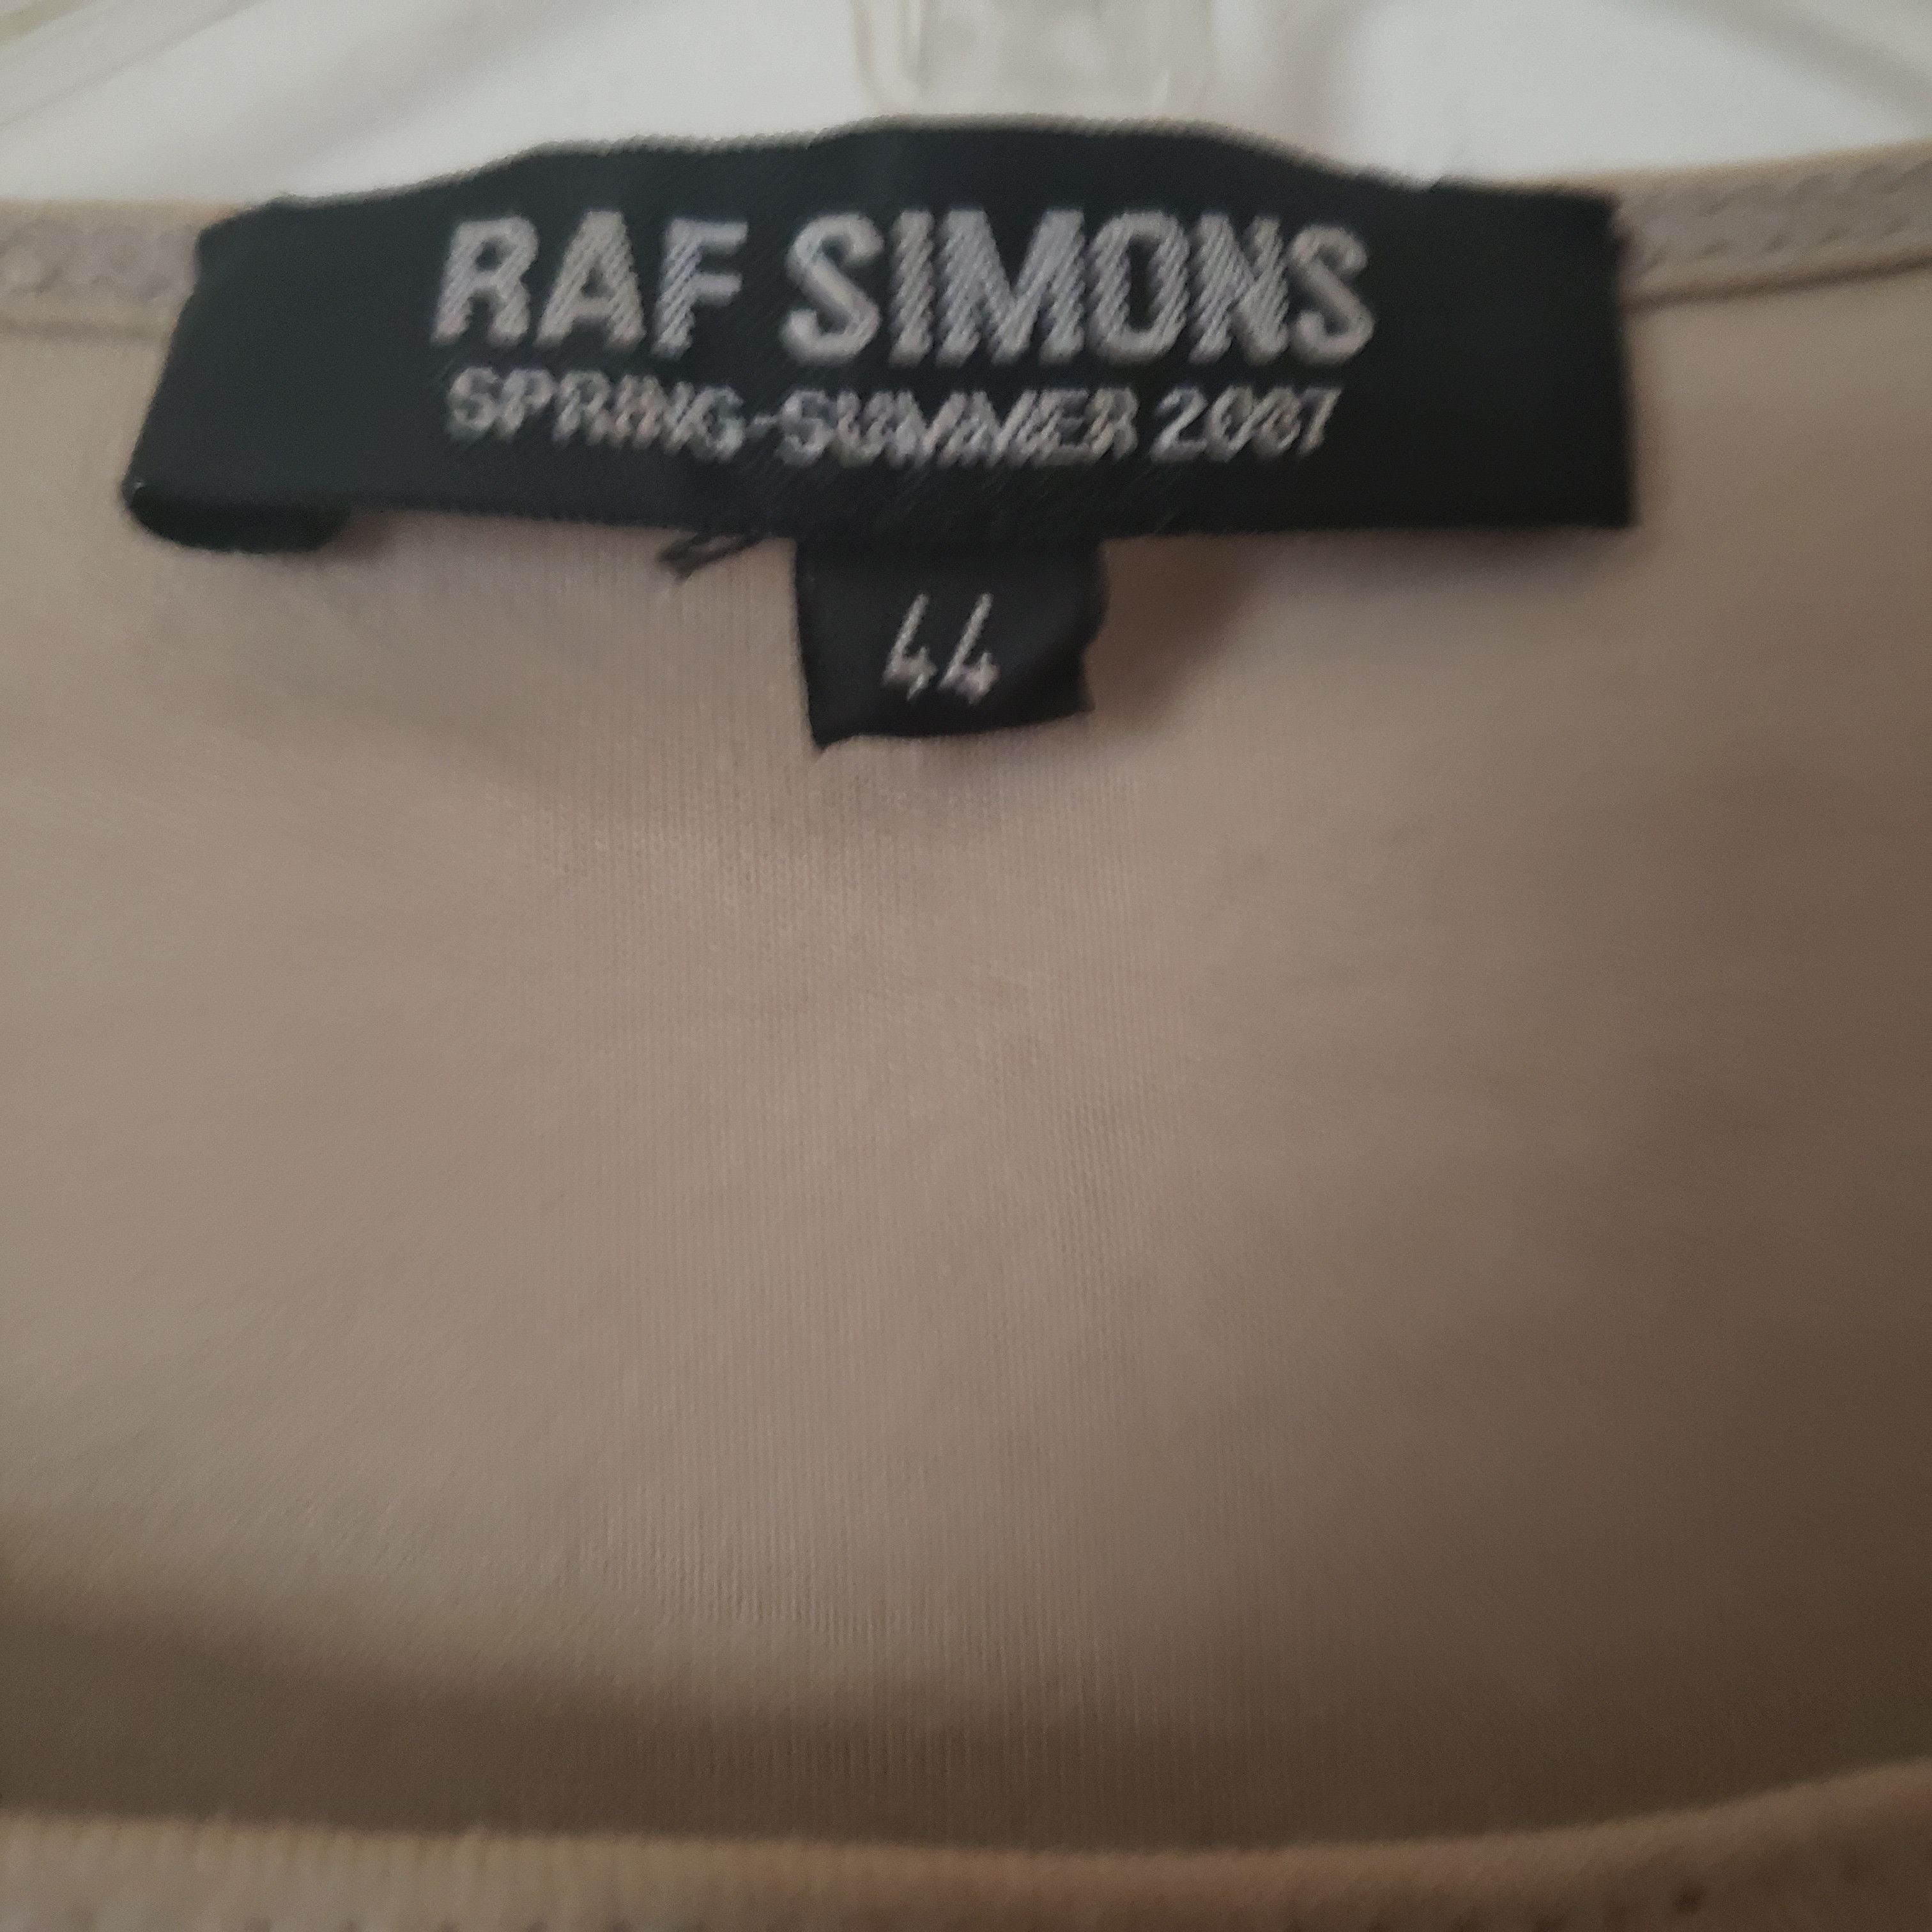 RAF SIMONS
SPRING-SUMMER 2007
44